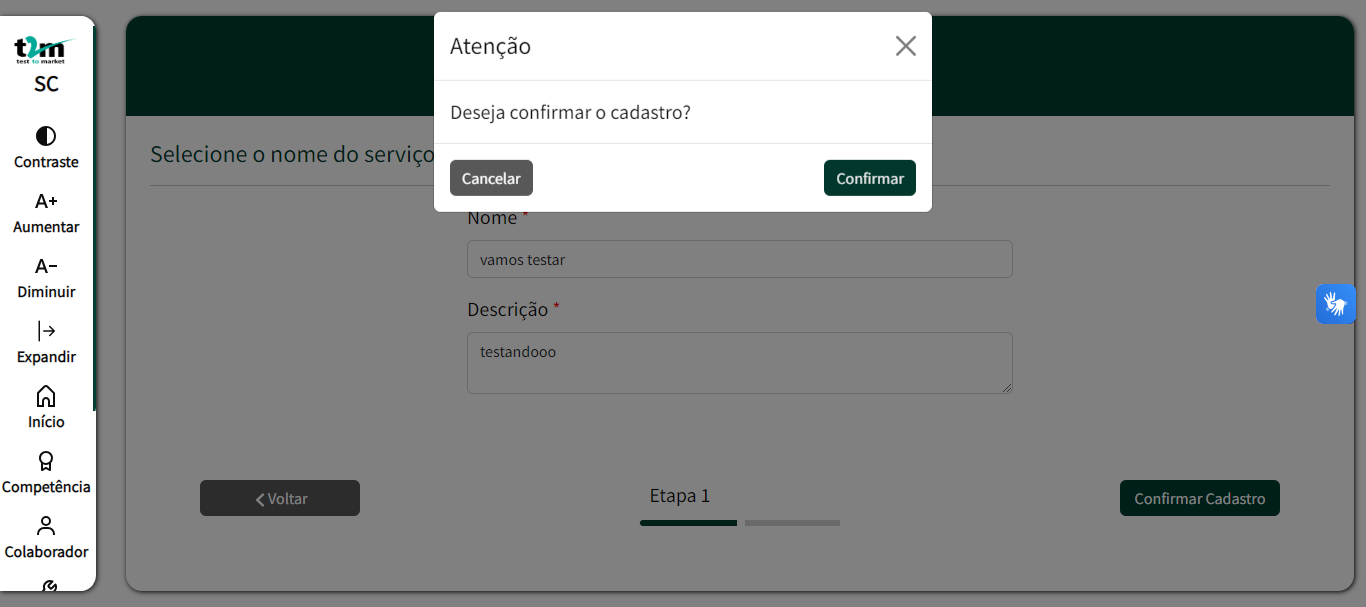 t2m
test to market
SC
Contraste
A+
Aumentar
A-
Diminuir
Expandir
Início
Competência
Colaborador
Atenção
Deseja confirmar o cadastro?
Cancelar
Confirmar
Selecione o nome do serviço
Nome *
vamos testar
Descrição *
testandooo
Voltar
Etapa 1
Confirmar Cadastro